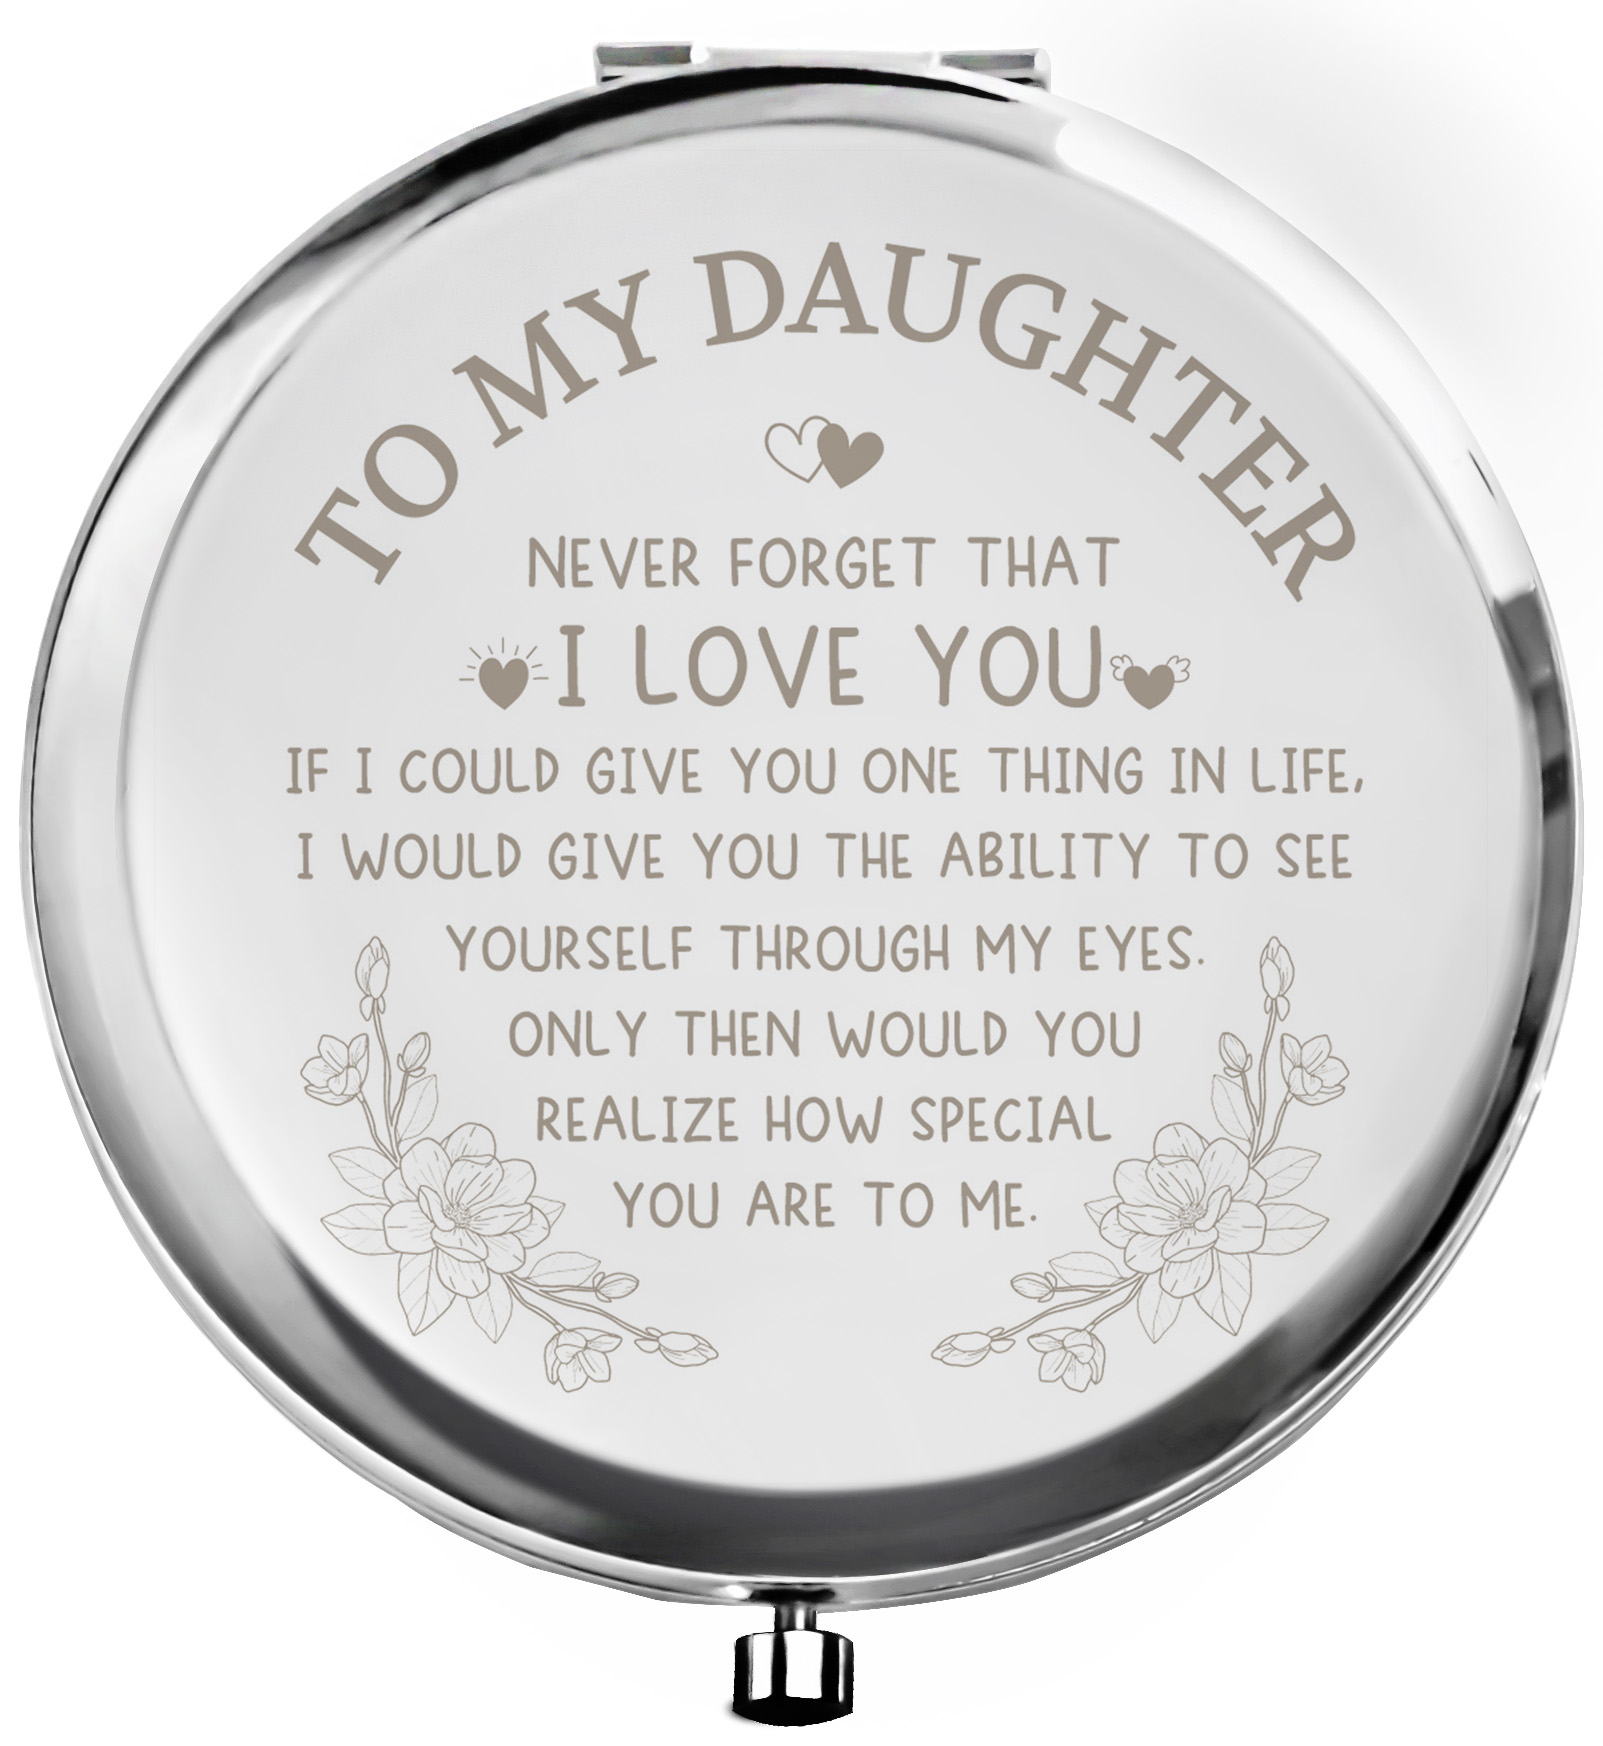 TO MY DAUGHTER
NEVER FORGET THAT
I LOVE YOU
IF I COULD GIVE YOU ONE THING IN LIFE,
I WOULD GIVE YOU THE ABILITY TO SEE
YOURSELF THROUGH MY EYES.
ONLY THEN WOULD YOU
REALIZE HOW SPECIAL
YOU ARE TO ME.